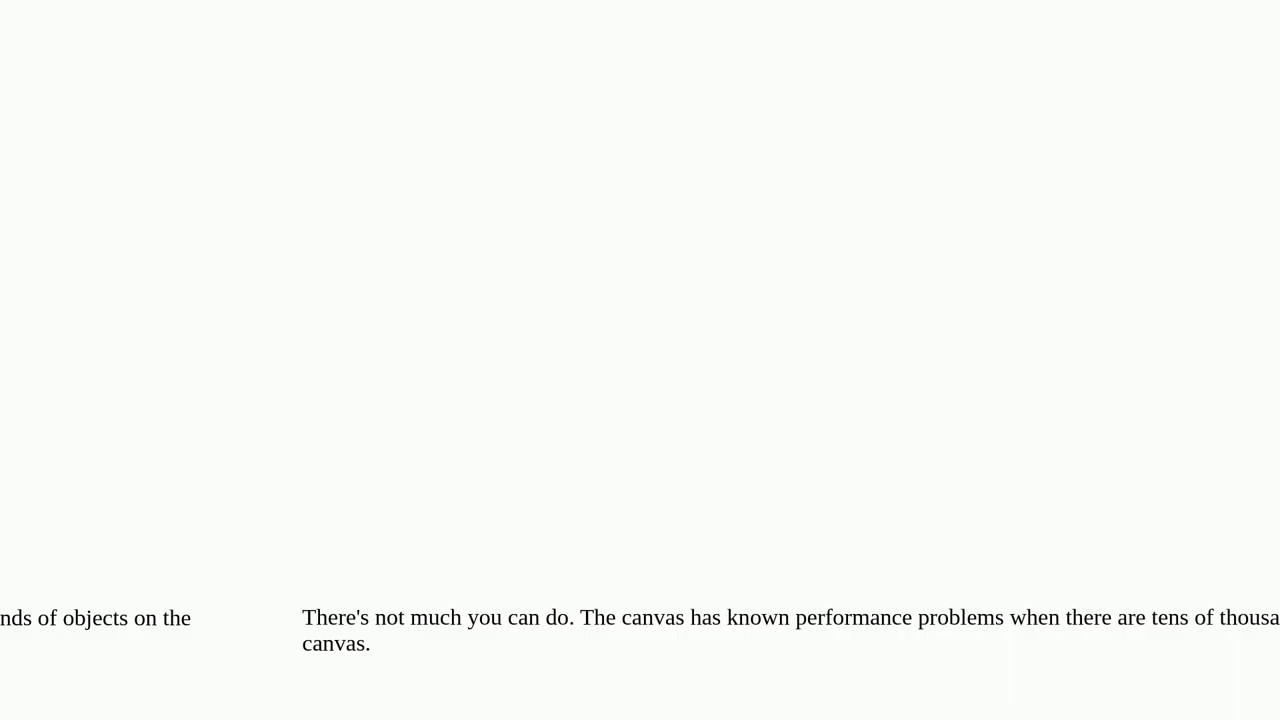 nds of objects on the
There's not much you can do. The canvas has known performance problems when there are tens of thousa
canvas.